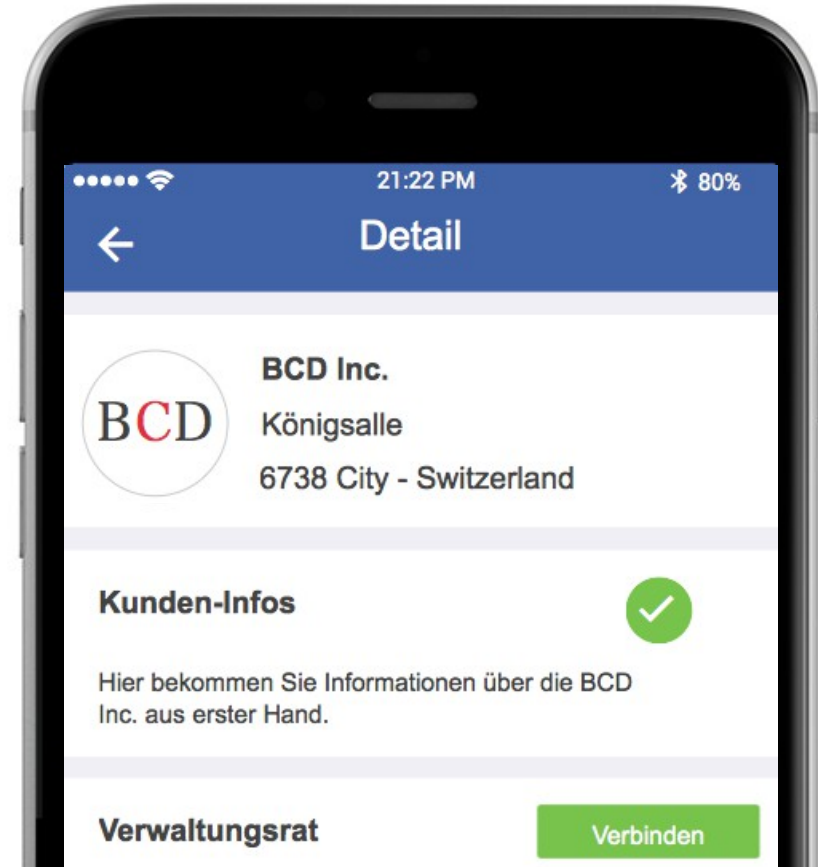 21:22 PM
80%
Detail
BCD
BCD Inc.
Königsalle
6738 City - Switzerland
Kunden-Infos
Hier bekommen Sie Informationen über die BCD
Inc. aus erster Hand.
Verwaltungsrat
Verbinden